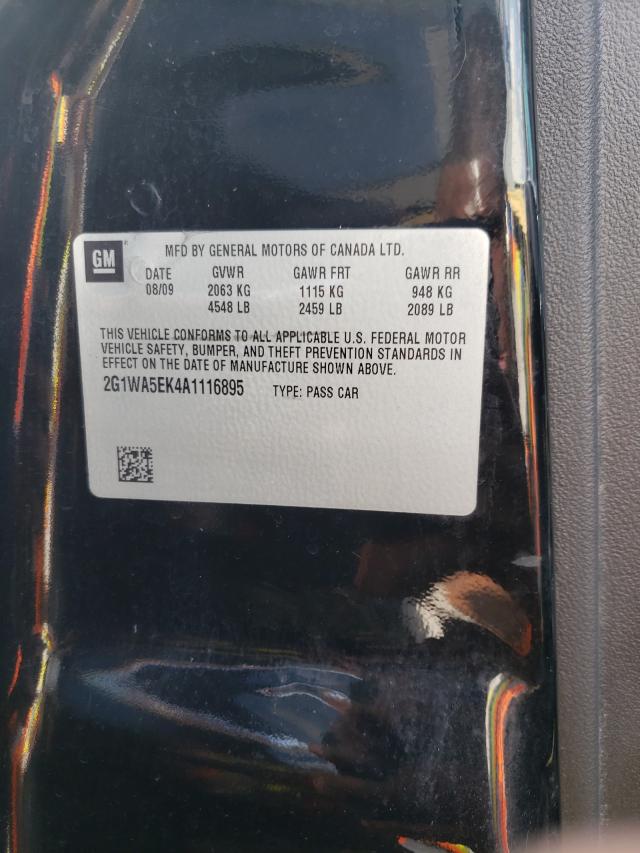 GM
MFD BY GENERAL MOTORS OF CANADA LTD.
DATE GVWR GAWR FRT GAWR RR
08/09 2063 KG 1115 KG 948 KG
4548 LB 2459 LB 2089 LB
THIS VEHICLE CONFORMS TO ALL APPLICABLE U.S. FEDERAL MOTOR
VEHICLE SAFETY, BUMPER, AND THEFT PREVENTION STANDARDS IN
EFFECT ON THE DATE OF MANUFACTURE SHOWN ABOVE.
2G1WA5EK4A1116895 TYPE: PASS CAR